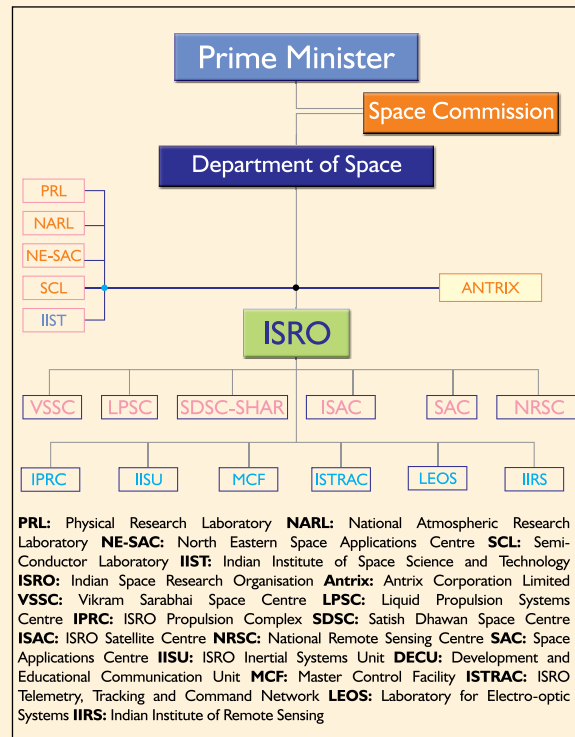 Prime Minister
Space Commission
Department of Space
PRL
NARL
NE-SAC
SCL
IIST
ANTRIX
ISRO
VSSC LPSC SDSC-SHAR ISAC SAC NRSC
IPRC IISU MCF ISTRAC LEOS IIRS
PRL: Physical Research Laboratory NARL: National Atmospheric Research
Laboratory NE-SAC: North Eastern Space Applications Centre SCL: Semi-
Conductor Laboratory IIST: Indian Institute of Space Science and Technology
ISRO: Indian Space Research Organisation Antrix: Antrix Corporation Limited
VSSC: Vikram Sarabhai Space Centre LPSC: Liquid Propulsion Systems
Centre IPRC: ISRO Propulsion Complex SDSC: Satish Dhawan Space Centre
ISAC: ISRO Satellite Centre NRSC: National Remote Sensing Centre SAC: Space
Applications Centre IISU: ISRO Inertial Systems Unit DECU: Development and
Educational Communication Unit MCF: Master Control Facility ISTRAC: ISRO
Telemetry, Tracking and Command Network LEOS: Laboratory for Electro-optic
Systems IIRS: Indian Institute of Remote Sensing